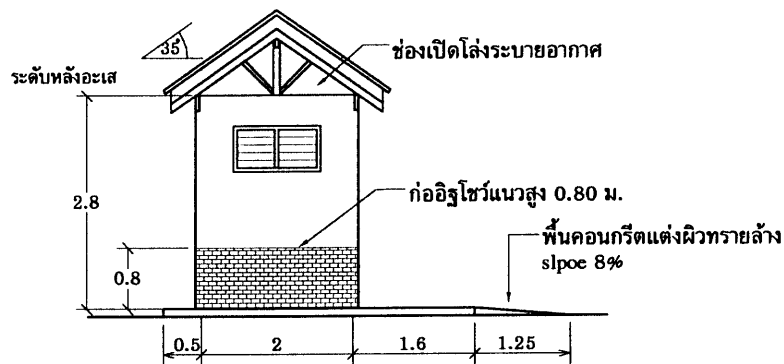 35°
ช่องเปิดโล่งระบายอากาศ
ระดับหลังอะเส
2.8
ก่ออิฐโชว์แนวสูง 0.80 ม.
พื้นคอนกรีตแต่งผิวทรายล้าง
slpoe 8%
0.8
0.5
2
1.6
1.25